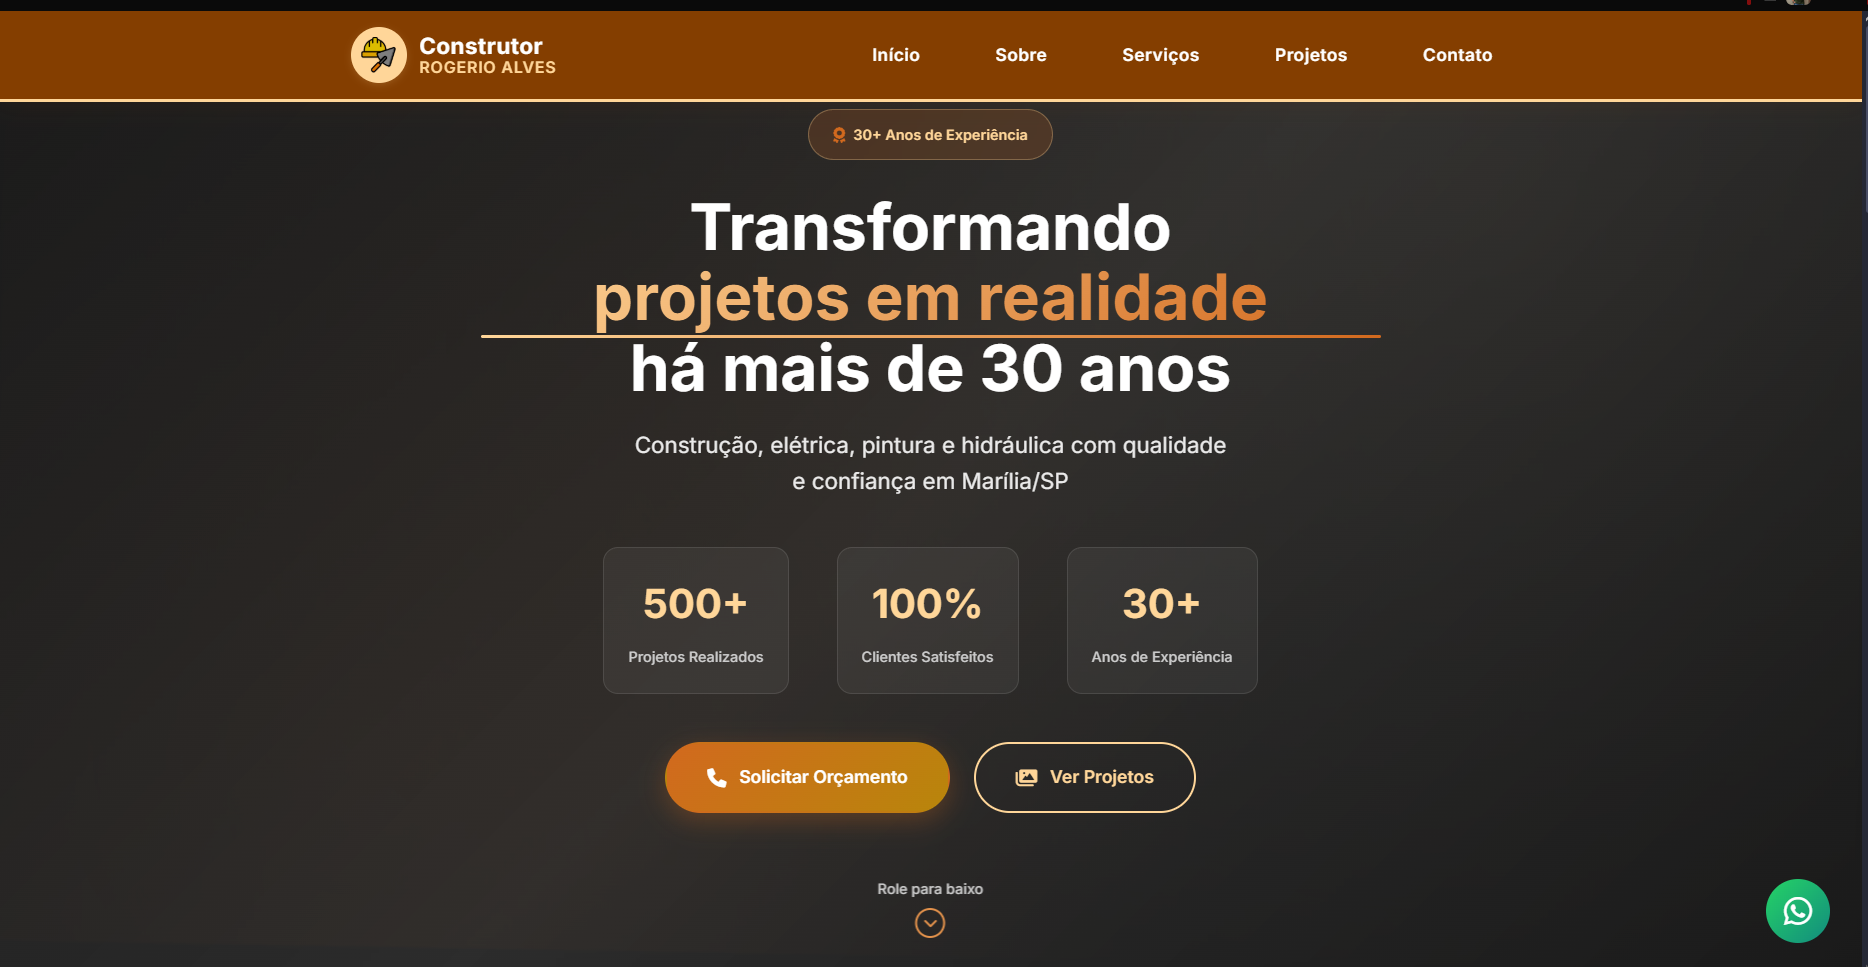 Construtor
ROGERIO ALVES
Início
Sobre
Serviços
Projetos
Contato
30+ Anos de Experiência
Transformando
projetos em realidade
há mais de 30 anos
Construção, elétrica, pintura e hidráulica com qualidade
e confiança em Marília/SP
500+
Projetos Realizados
100%
Clientes Satisfeitos
30+
Anos de Experiência
Solicitar Orçamento
Ver Projetos
Role para baixo